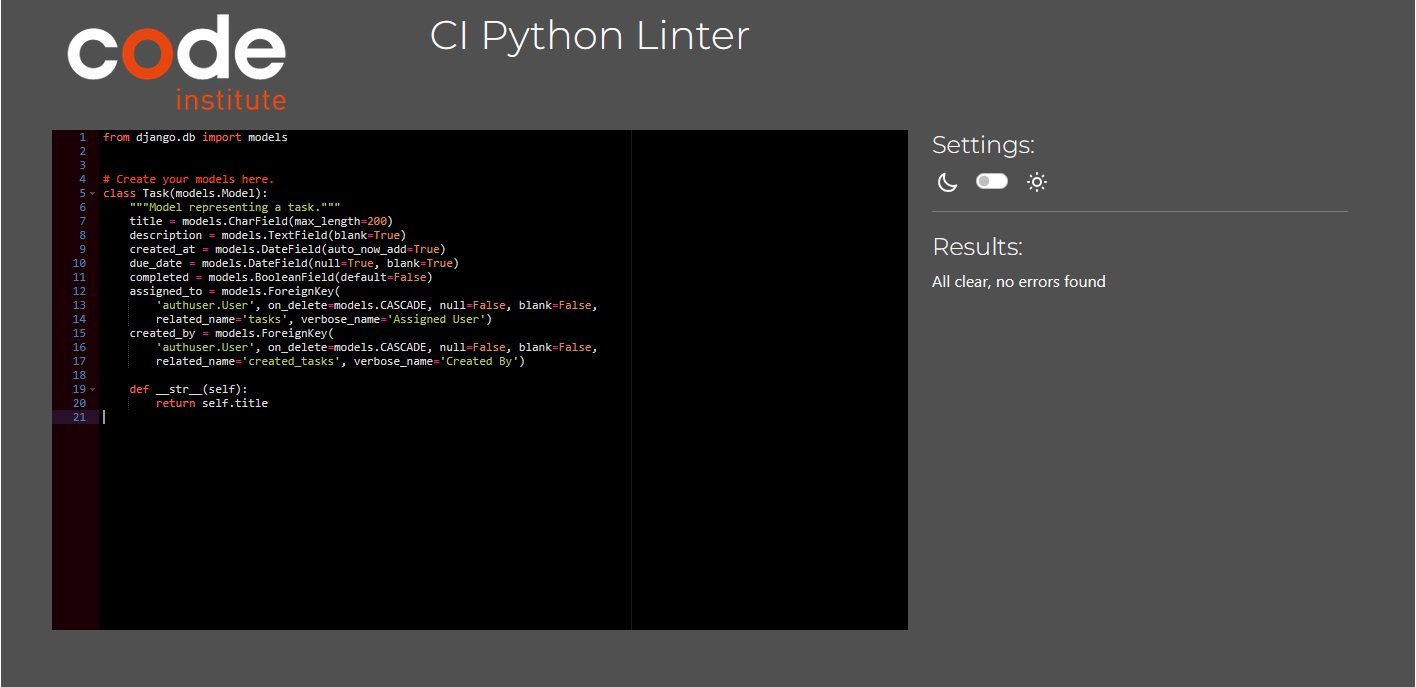 code
institute
CI Python Linter
1 from django.db import models
2
3
4 # Create your models here.
5 class Task(models.Model):
6     """Model representing a task."""
7     title = models.CharField(max_length=200)
8     description = models.TextField(blank=True)
9     created_at = models.DateField(auto_now_add=True)
10     due_date = models.DateField(null=True, blank=True)
11     completed = models.BooleanField(default=False)
12     assigned_to = models.ForeignKey(
13         'authuser.User', on_delete=models.CASCADE, null=False, blank=False,
14         related_name='tasks', verbose_name='Assigned User')
15     created_by = models.ForeignKey(
16         'authuser.User', on_delete=models.CASCADE, null=False, blank=False,
17         related_name='created_tasks', verbose_name='Created By')
18
19     def __str__(self):
20         return self.title
21
Settings:
Results:
All clear, no errors found